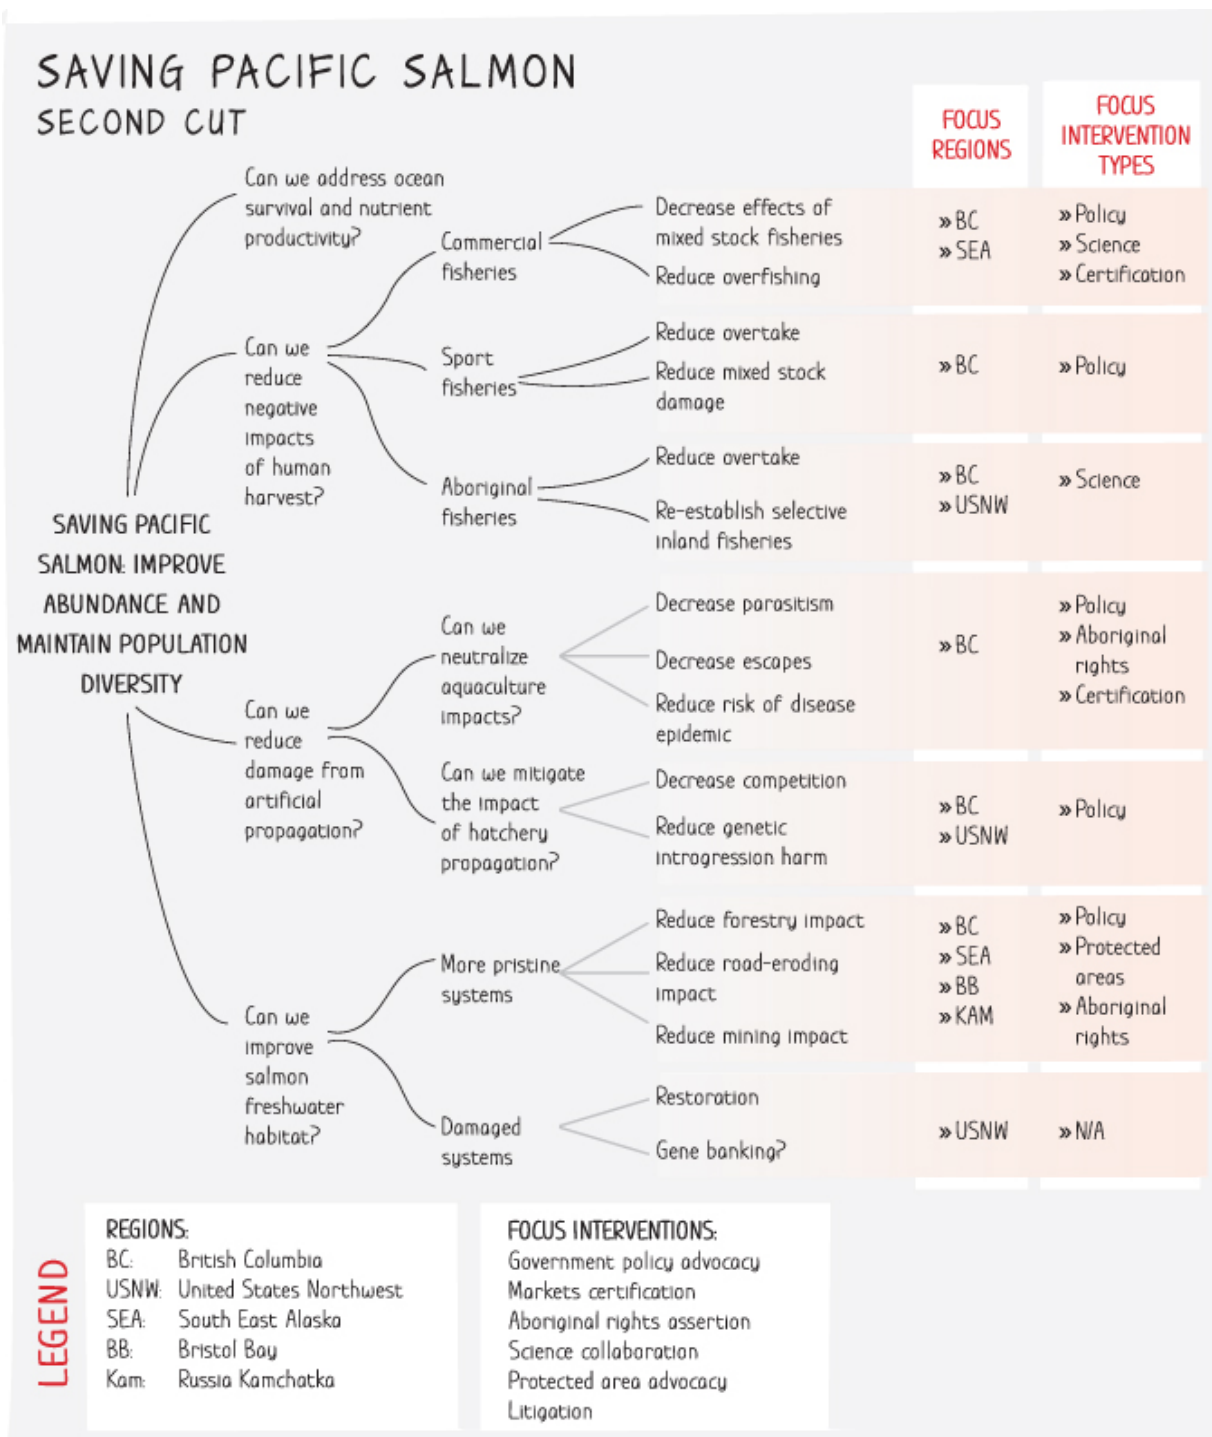 SAVING PACIFIC SALMON
SECOND CUT
FOCUS
REGIONS
FOCUS
INTERVENTION
TYPES
SAVING PACIFIC
SALMON: IMPROVE
ABUNDANCE AND
MAINTAIN POPULATION
DIVERSITY
Can we address ocean
survival and nutrient
productivity?
Can we
reduce
negative
impacts
of human
harvest?
Commercial
fisheries
Decrease effects of
mixed stock fisheries
Reduce overfishing
» BC
» SEA
» Policy
» Science
» Certification
Sport
fisheries
Reduce overtake
Reduce mixed stock
damage
» BC
» Policy
Aboriginal
fisheries
Reduce overtake
Re-establish selective
inland fisheries
» BC
» USNW
» Science
Can we
reduce
damage from
artificial
propagation?
Can we
neutralize
aquaculture
impacts?
Decrease parasitism
Decrease escapes
Reduce risk of disease
epidemic
» BC
» Policy
» Aboriginal
rights
» Certification
Can we mitigate
the impact
of hatchery
propagation?
Decrease competition
Reduce genetic
introgression harm
» BC
» USNW
» Policy
Can we
improve
salmon
freshwater
habitat?
More pristine
systems
Reduce forestry impact
Reduce road-eroding
impact
Reduce mining impact
» BC
» SEA
» BB
» KAM
» Policy
» Protected
areas
» Aboriginal
rights
Damaged
systems
Restoration
Gene banking?
» USNW
» N/A
LEGEND
REGIONS:
BC: British Columbia
USNW: United States Northwest
SEA: South East Alaska
BB: Bristol Bay
Kam: Russia Kamchatka
FOCUS INTERVENTIONS:
Government policy advocacy
Markets certification
Aboriginal rights assertion
Science collaboration
Protected area advocacy
Litigation